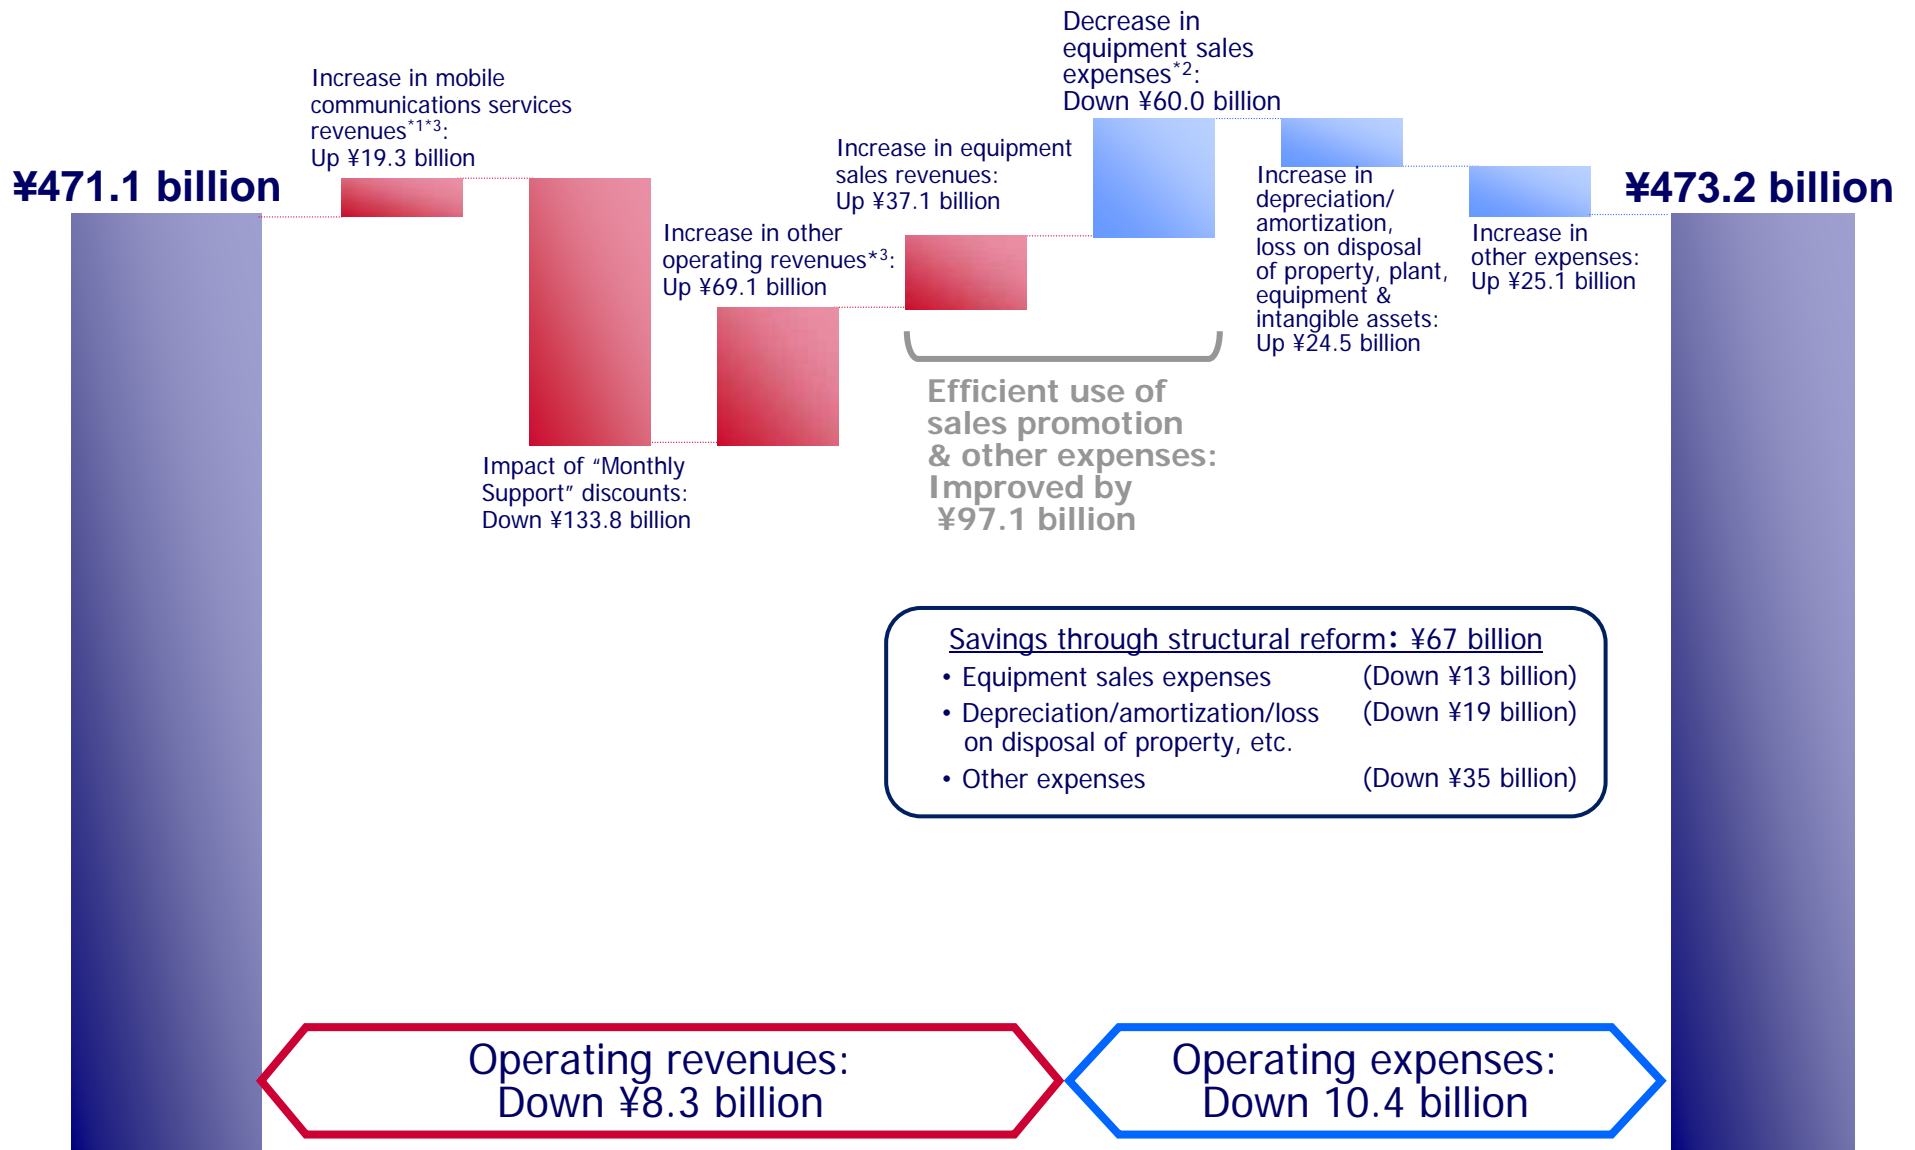 ¥471.1 billion
Increase in mobile
communications services
revenues*1*3:
Up ¥19.3 billion
Impact of “Monthly
Support” discounts:
Down ¥133.8 billion
Increase in other
operating revenues*3:
Up ¥69.1 billion
Increase in equipment
sales revenues:
Up ¥37.1 billion
Decrease in
equipment sales
expenses*2:
Down ¥60.0 billion
Increase in
depreciation/
amortization,
loss on disposal
of property, plant,
equipment &
intangible assets:
Up ¥24.5 billion
Increase in
other expenses:
Up ¥25.1 billion
¥473.2 billion
Efficient use of
sales promotion
& other expenses:
Improved by
¥97.1 billion
Savings through structural reform: ¥67 billion
• Equipment sales expenses (Down ¥13 billion)
• Depreciation/amortization/loss (Down ¥19 billion)
on disposal of property, etc.
• Other expenses (Down ¥35 billion)
Operating revenues:
Down ¥8.3 billion
Operating expenses:
Down 10.4 billion